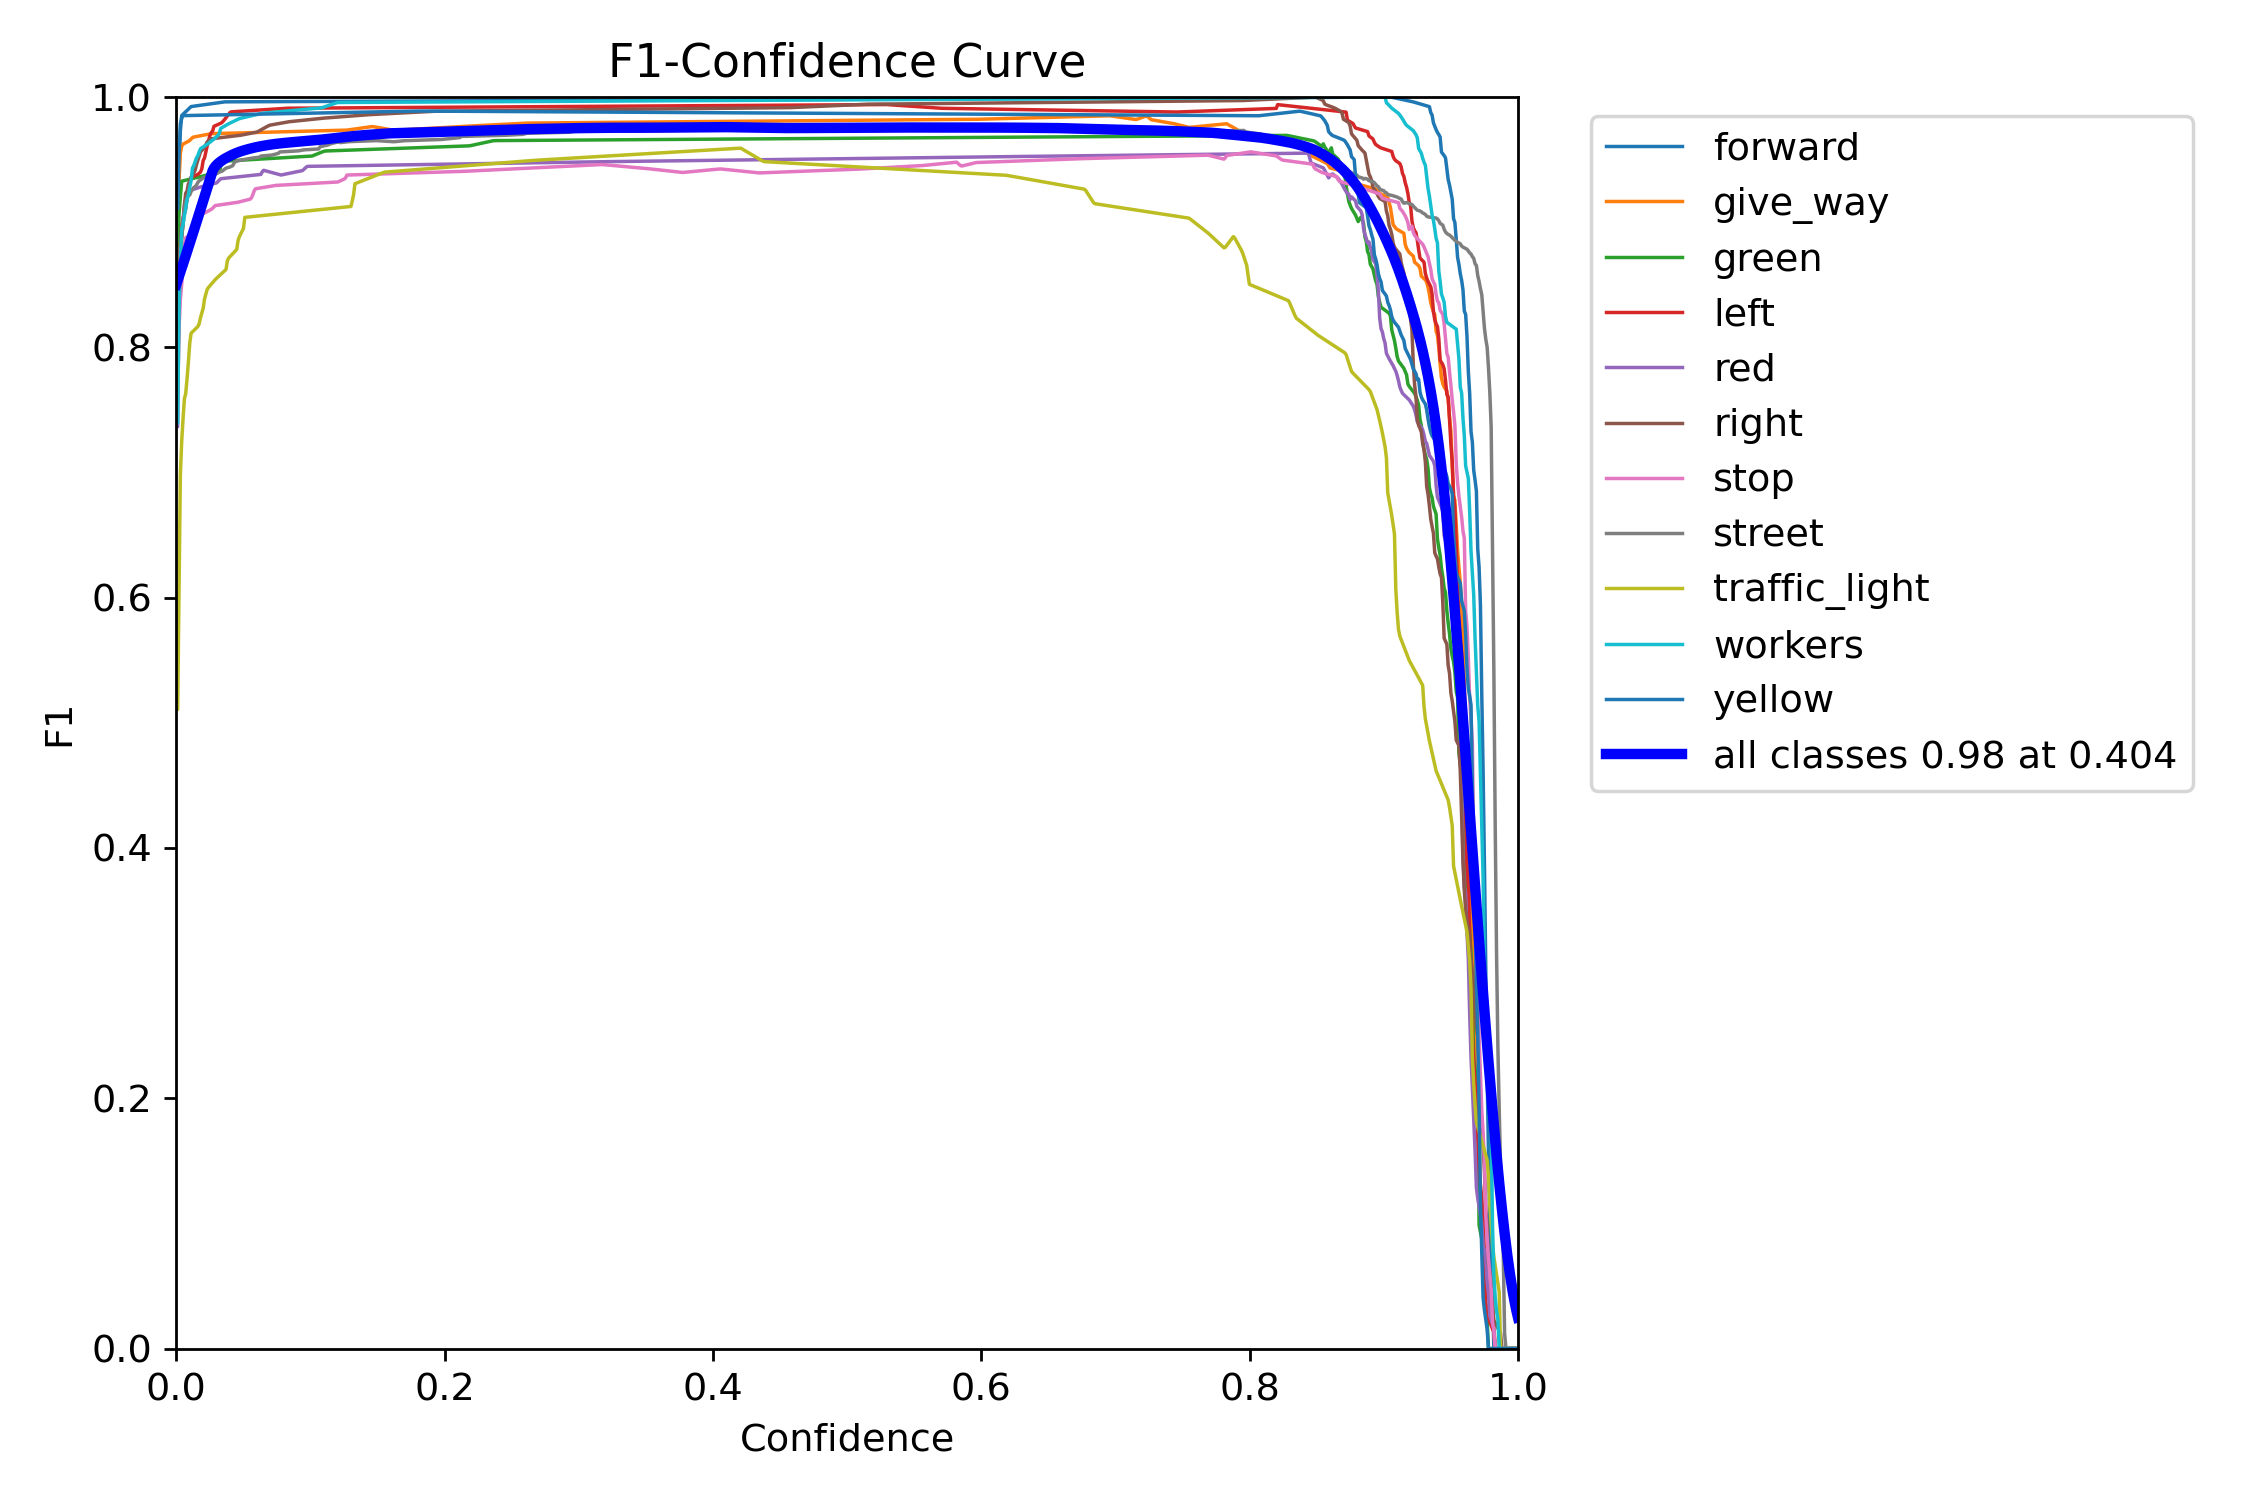 F1-Confidence Curve
1.0
0.8
0.6
0.4
0.2
0.0
F1
0.0 0.2 0.4 0.6 0.8 1.0
Confidence
forward
give_way
green
left
red
right
stop
street
traffic_light
workers
yellow
all classes 0.98 at 0.404